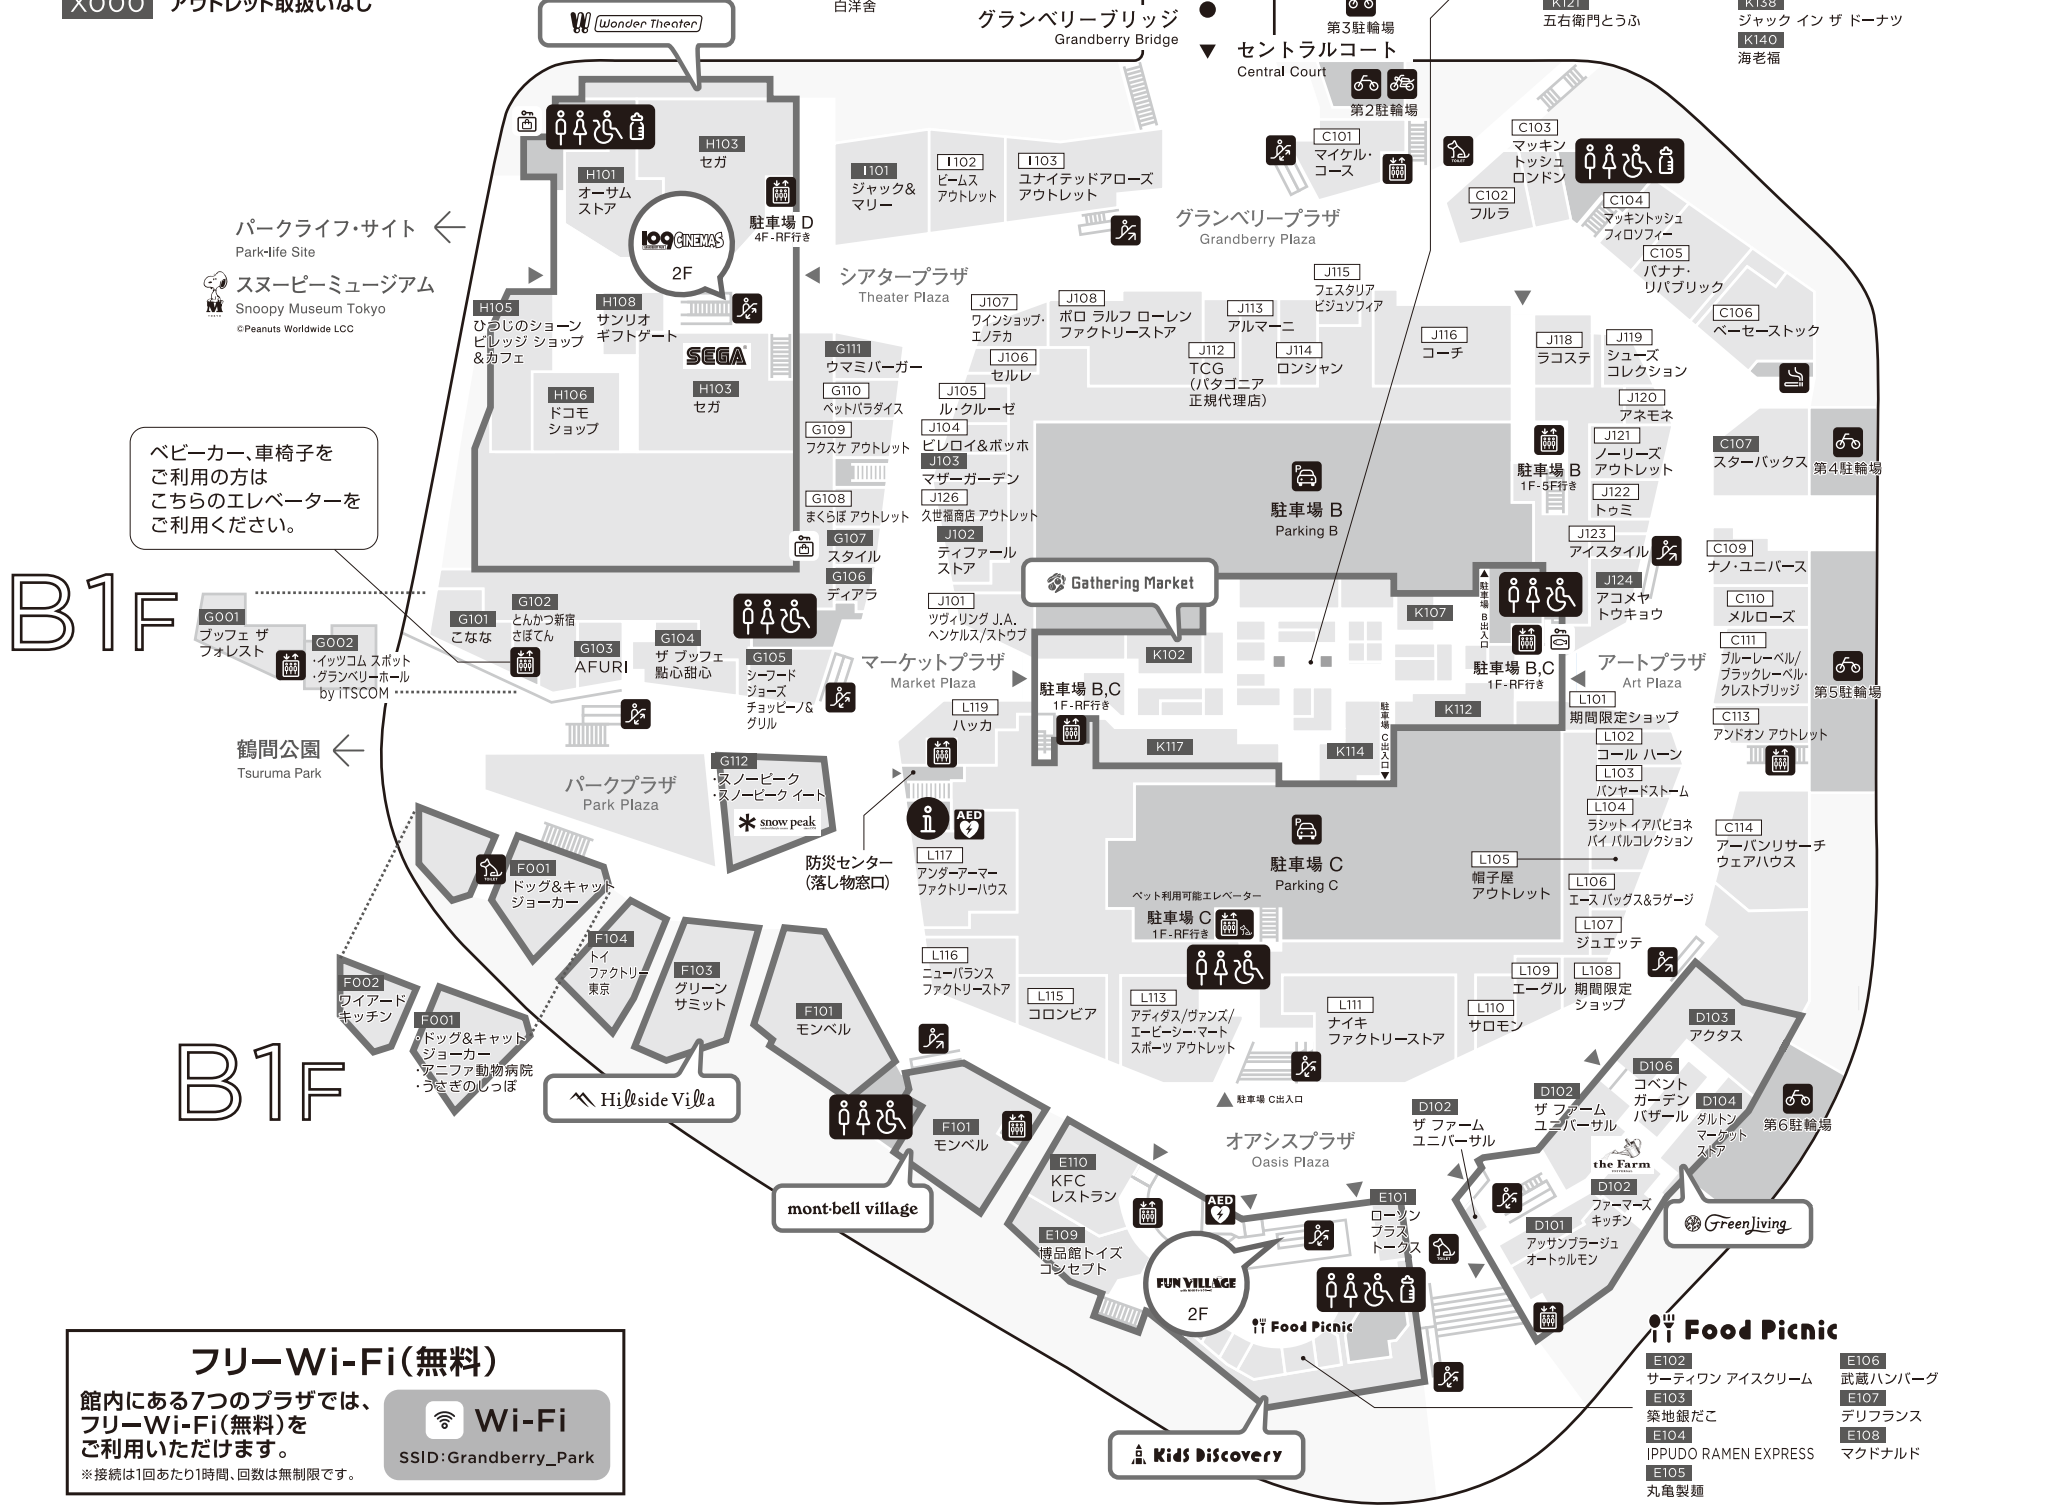 X000 アウトレット取扱いなし
白洋舍
グランベリーブリッジ
Grandberry Bridge
セントラルコート
Central Court
第3駐輪場
第2駐輪場
K121
五右衛門とうふ
K138
ジャック イン ザ ドーナツ
K140
海老福
Wonder Theater
H103
セガ
H101
オーサム
ストア
駐車場 D
4F-RF行き
109CINEMAS
2F
I101
ジャック&
マリー
I102
ビームス
アウトレット
I103
ユナイテッドアローズ
アウトレット
C101
マイケル・
コース
C103
マッキン
トッシュ
ロンドン
C102
フルラ
C104
マッキントッシュ
フィロソフィー
C105
バナナ・
リパブリック
C106
ベーセーストック
グランベリープラザ
Grandberry Plaza
パークライフ・サイト
Park-life Site
スヌーピーミュージアム
Snoopy Museum Tokyo
©Peanuts Worldwide LCC
シアタープラザ
Theater Plaza
H105
ひつじのショーン
ビレッジ ショップ
&カフェ
H108
サンリオ
ギフトゲート
SEGA
H103
セガ
H106
ドコモ
ショップ
G111
ウマミバーガー
G110
ペットパラダイス
G109
フクスケ アウトレット
G108
まくらぼ アウトレット
G107
スタイル
G106
ディアラ
J107
ワインショップ・
エノテカ
J106
セルレ
J105
ル・クルーゼ
J104
ビレロイ&ボッホ
J103
マザーガーデン
J126
久世福商店 アウトレット
J102
ティファール
ストア
J101
ツヴィリング J.A.
ヘンケルス/ストウブ
J108
ポロ ラルフ ローレン
ファクトリーストア
J113
アルマーニ
J112
TCG
(パタゴニア
正規代理店)
J114
ロンシャン
J115
フェスタリア
ビジュソフィア
J116
コーチ
J118
ラコステ
J119
シューズ
コレクション
J120
アネモネ
J121
ノーリーズ
アウトレット
J122
トゥミ
J123
アイスタイル
J124
アコメヤ
トウキョウ
駐車場 B
1F-5F行き
駐車場 B
Parking B
C107
スターバックス
第4駐輪場
C109
ナノ・ユニバース
C110
メルローズ
C111
ブルーレーベル/
ブラックレーベル・
クレストブリッジ
第5駐輪場
C113
アンドオン アウトレット
C114
アーバンリサーチ
ウェアハウス
ベビーカー、車椅子を
ご利用の方は
こちらのエレベーターを
ご利用ください。
B1F
G001
ブッフェ ザ
フォレスト
G002
・イッツコム スポット
・グランベリーホール
by iTSCOM
G101
こなな
G102
とんかつ新宿
さぼてん
G103
AFURI
G104
ザ ブッフェ
點心甜心
G105
シーフード
ジョーズ
チョッピーノ&
グリル
マーケットプラザ
Market Plaza
Gathering Market
K102
K107
K112
K114
K117
駐車場 B出入口
駐車場 C出入口
駐車場 B,C
1F-RF行き
駐車場 B,C
1F-RF行き
アートプラザ
Art Plaza
L101
期間限定ショップ
L102
コール ハーン
L103
バンヤードストーム
L104
ラシット イアパピヨネ
バイ バルコレクション
L105
帽子屋
アウトレット
L106
エース バッグス&ラゲージ
L107
ジュエッテ
L108
期間限定
ショップ
L109
エーグル
L110
サロモン
L111
ナイキ
ファクトリーストア
L113
アディダス/ヴァンズ/
エービーシー・マート
スポーツ アウトレット
L115
コロンビア
L116
ニューバランス
ファクトリーストア
L117
アンダーアーマー
ファクトリーハウス
L119
ハッカ
AED
防災センター
(落し物窓口)
駐車場 C
Parking C
ペット利用可能エレベーター
駐車場 C
1F-RF行き
鶴間公園
Tsuruma Park
パークプラザ
Park Plaza
G112
・スノーピーク
・スノーピーク イート
snow peak
F001
ドッグ&キャット
ジョーカー
F002
ワイアード
キッチン
F001
・ドッグ&キャット
ジョーカー
・アニファ動物病院
・うさぎのしっぽ
B1F
F104
トイ
ファクトリー
東京
F103
グリーン
サミット
F101
モンベル
Hillside Villa
F101
モンベル
mont-bell village
駐車場 C出入口
オアシスプラザ
Oasis Plaza
E110
KFC
レストラン
E109
博品館トイズ
コンセプト
AED
FUN VILLAGE
2F
E101
ローソン
プラス
トークス
Food Picnic
Kids Discovery
D102
ザ ファーム
ユニバーサル
D102
ザ ファーム
ユニバーサル
D103
アクタス
D106
コベント
ガーデン
バザール
D104
ダルトン
マーケット
ストア
the Farm
D102
ファーマーズ
キッチン
D101
アッサンブラージュ
オートゥルモン
第6駐輪場
GreenLiving
Food Picnic
E102
サーティワン アイスクリーム
E103
築地銀だこ
E104
IPPUDO RAMEN EXPRESS
E105
丸亀製麺
E106
武蔵ハンバーグ
E107
デリフランス
E108
マクドナルド
フリーWi-Fi(無料)
館内にある7つのプラザでは、
フリーWi-Fi(無料)を
ご利用いただけます。
※接続は1回あたり1時間、回数は無制限です。
Wi-Fi
SSID:Grandberry_Park